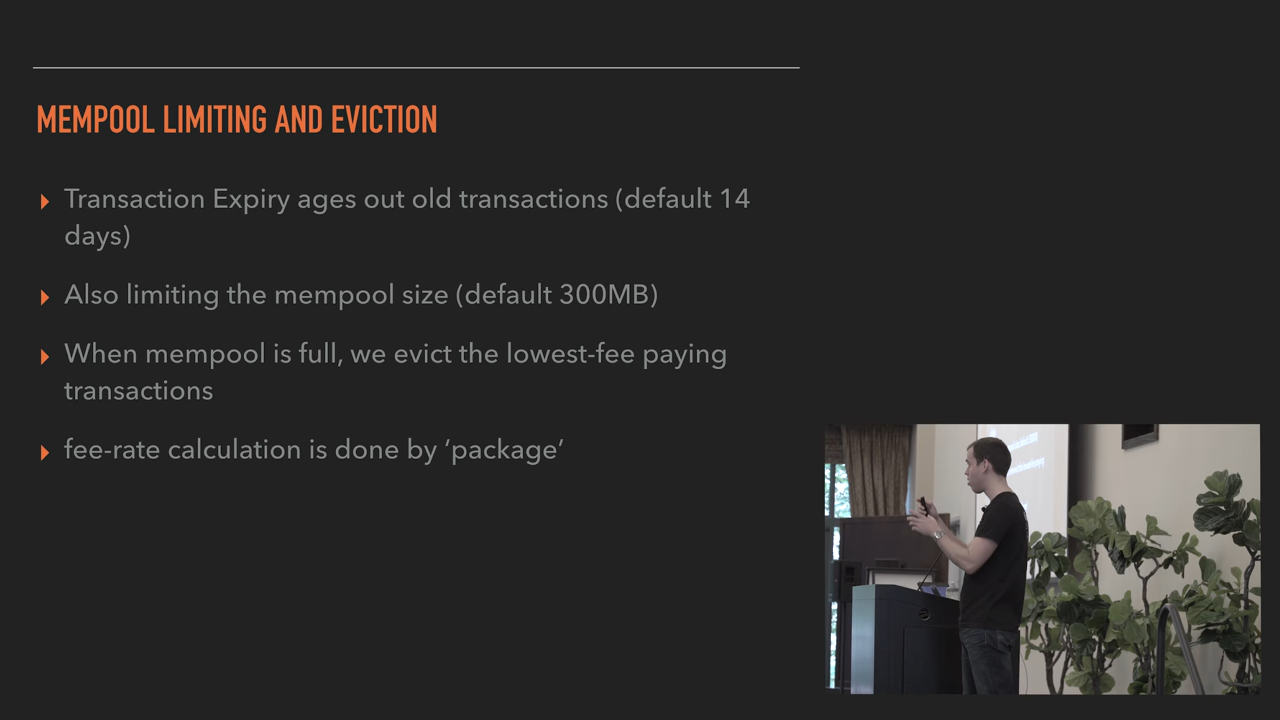 MEMPOOL LIMITING AND EVICTION
Transaction Expiry ages out old transactions (default 14
days)
Also limiting the mempool size (default 300MB)
When mempool is full, we evict the lowest-fee paying
transactions
fee-rate calculation is done by ‘package’